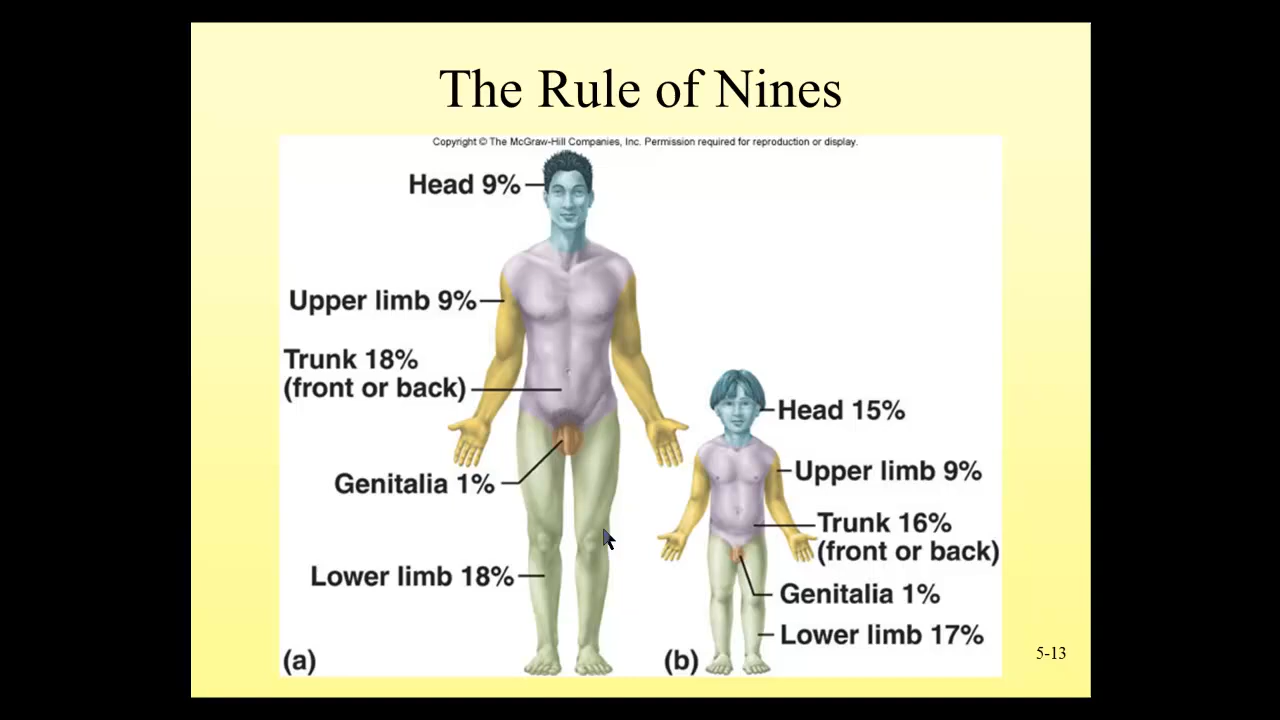 The Rule of Nines
Copyright © The McGraw-Hill Companies, Inc. Permission required for reproduction or display.
Head 9%
Upper limb 9%
Trunk 18%
(front or back)
Genitalia 1%
Lower limb 18%
(a)
Head 15%
Upper limb 9%
Trunk 16%
(front or back)
Genitalia 1%
Lower limb 17%
(b)
5-13